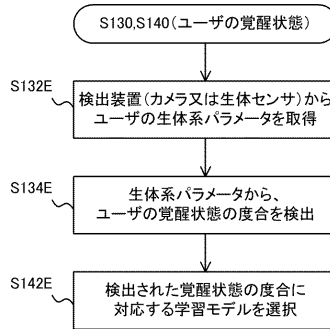 S130,S140(ユーザの覚醒状態)
S132E
検出装置(カメラ又は生体センサ)から
ユーザの生体系パラメータを取得
S134E
生体系パラメータから、
ユーザの覚醒状態の度合を検出
S142E
検出された覚醒状態の度合に
対応する学習モデルを選択